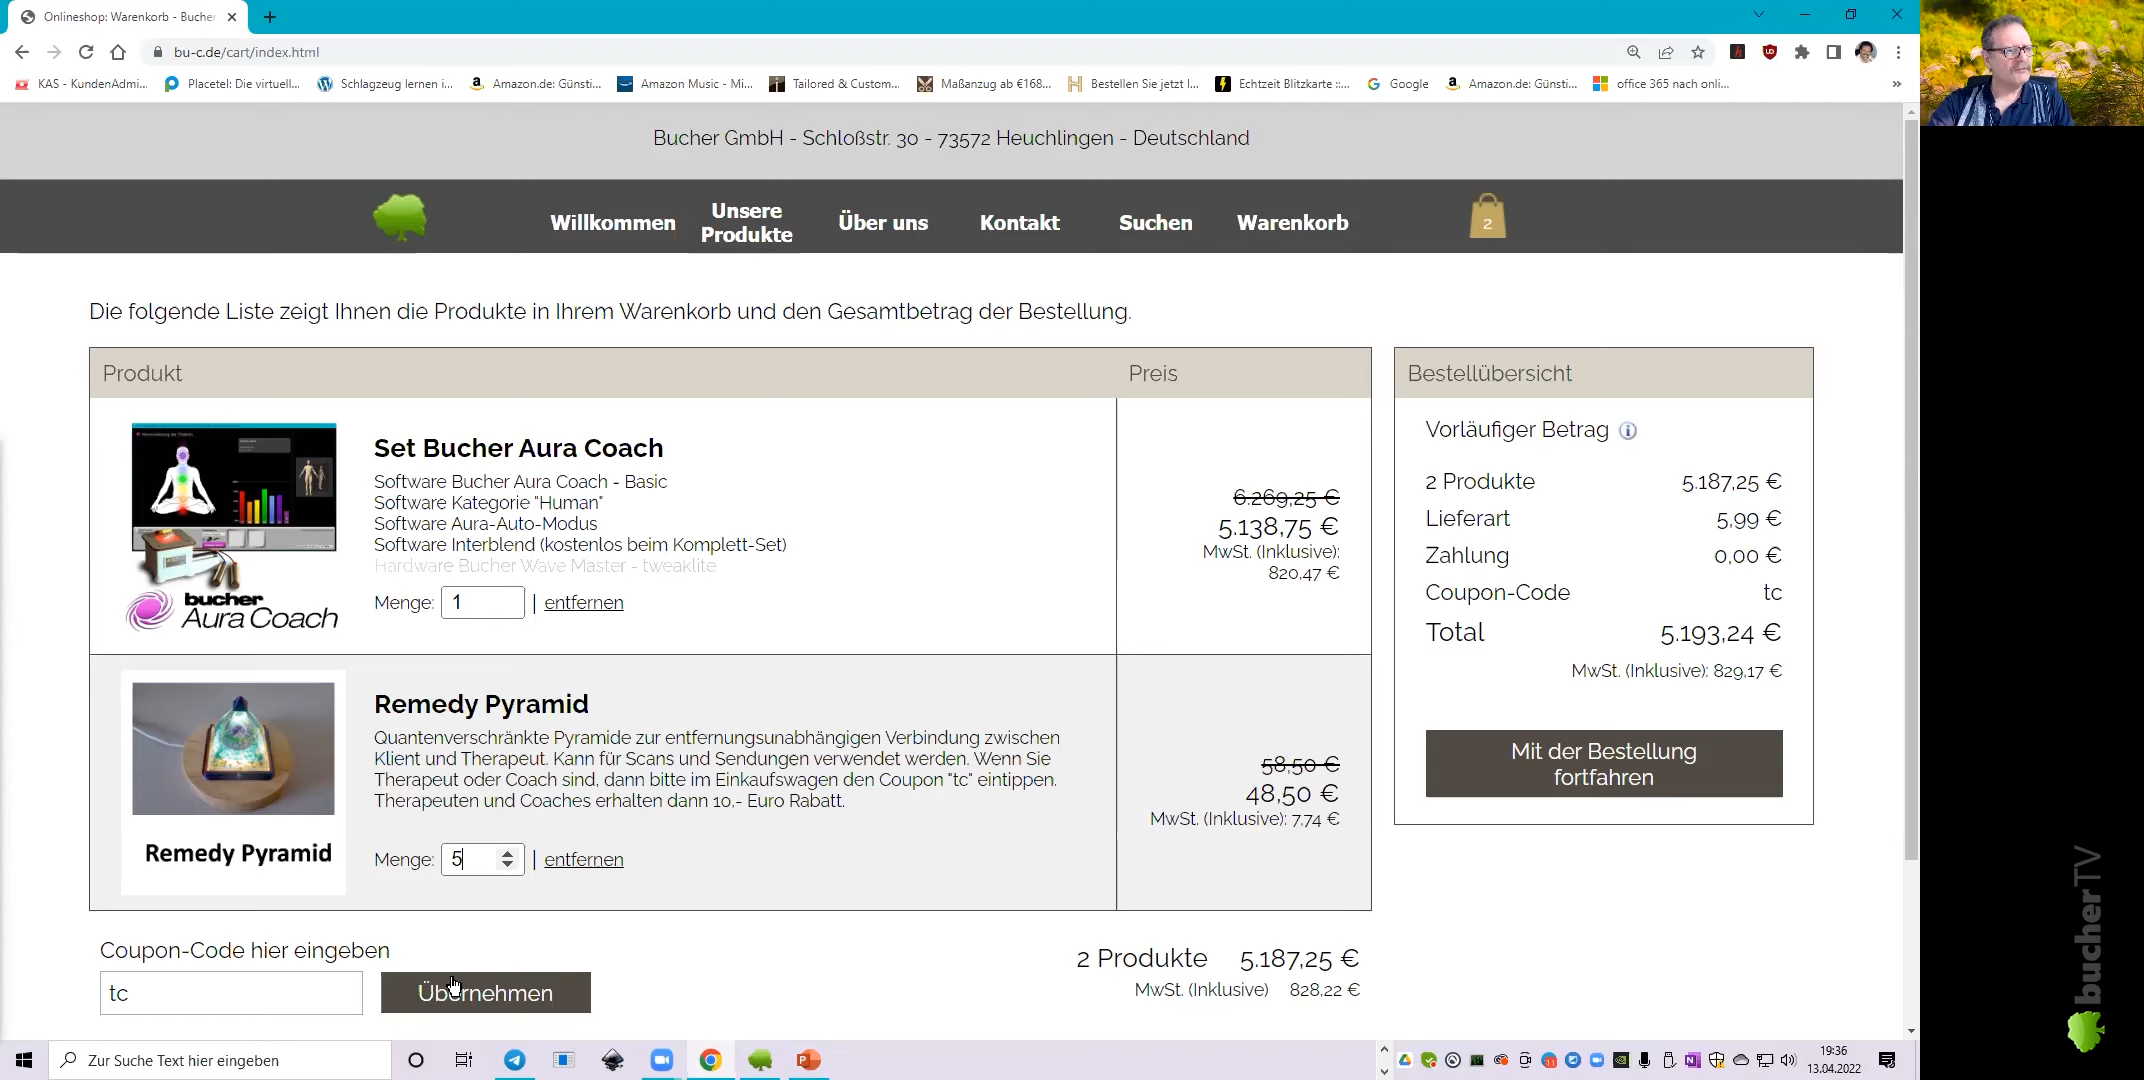 Onlineshop: Warenkorb - Bucher
bu-c.de/cart/index.html
KAS - KundenAdmi...
Placetel: Die virtuell...
Schlagzeug lernen i...
Amazon.de: Günsti...
Amazon Music - Mi...
Tailored & Custom...
Maßanzug ab €168...
Bestellen Sie jetzt I...
Echtzeit Blitzkarte ::...
Google
Amazon.de: Günsti...
office 365 nach onli...
Bucher GmbH - Schloßstr. 30 - 73572 Heuchlingen - Deutschland
Willkommen
Unsere
Produkte
Über uns
Kontakt
Suchen
Warenkorb
2
Die folgende Liste zeigt Ihnen die Produkte in Ihrem Warenkorb und den Gesamtbetrag der Bestellung.
Produkt
Preis
Set Bucher Aura Coach
Software Bucher Aura Coach - Basic
Software Kategorie "Human"
Software Aura-Auto-Modus
Software Interblend (kostenlos beim Komplett-Set)
Hardware Bucher Wave Master - tweaklite
Menge: 1 | entfernen
bucher
Aura Coach
6.269,25 €
5.138,75 €
MwSt. (Inklusive):
820,47 €
Remedy Pyramid
Quantenverschränkte Pyramide zur entfernungsunabhängigen Verbindung zwischen
Klient und Therapeut. Kann für Scans und Sendungen verwendet werden. Wenn Sie
Therapeut oder Coach sind, dann bitte im Einkaufswagen den Coupon "tc" eintippen.
Therapeuten und Coaches erhalten dann 10,- Euro Rabatt.
Menge: 5 | entfernen
Remedy Pyramid
58,50 €
48,50 €
MwSt. (Inklusive): 7,74 €
Coupon-Code hier eingeben
tc
Übernehmen
2 Produkte 5.187,25 €
MwSt. (Inklusive) 828,22 €
Bestellübersicht
Vorläufiger Betrag
2 Produkte 5.187,25 €
Lieferart 5,99 €
Zahlung 0,00 €
Coupon-Code tc
Total 5.193,24 €
MwSt. (Inklusive): 829,17 €
Mit der Bestellung
fortfahren
bucherTV
Zur Suche Text hier eingeben
19:36
13.04.2022